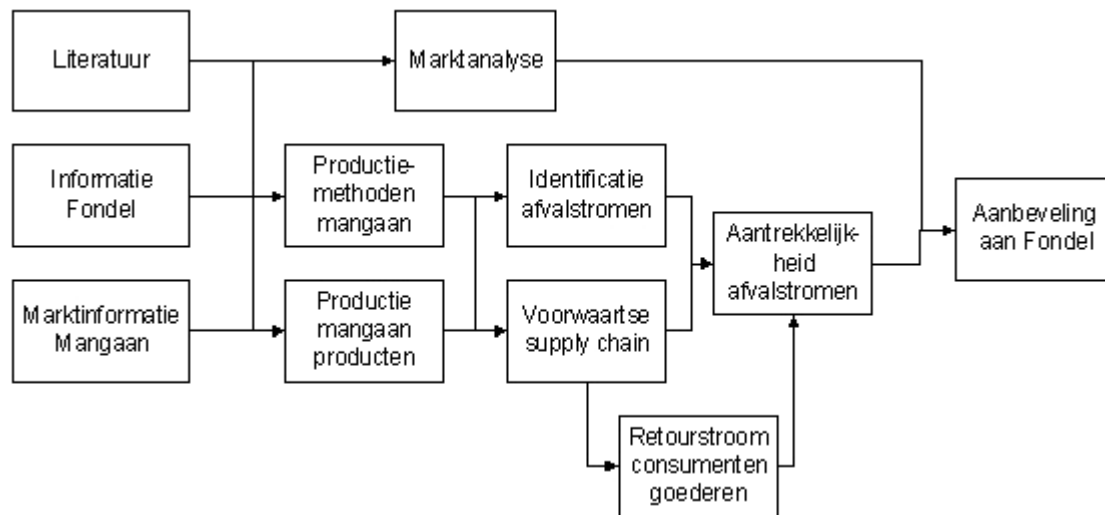 Literatuur
Marktanalyse
Informatie
Fondel
Productie-
methoden
mangaan
Identificatie
afvalstromen
Aantrekkelijk-
heid
afvalstromen
Aanbeveling
aan Fondel
Marktinformatie
Mangaan
Productie
mangaan
producten
Voorwaartse
supply chain
Retourstroom
consumenten
goederen